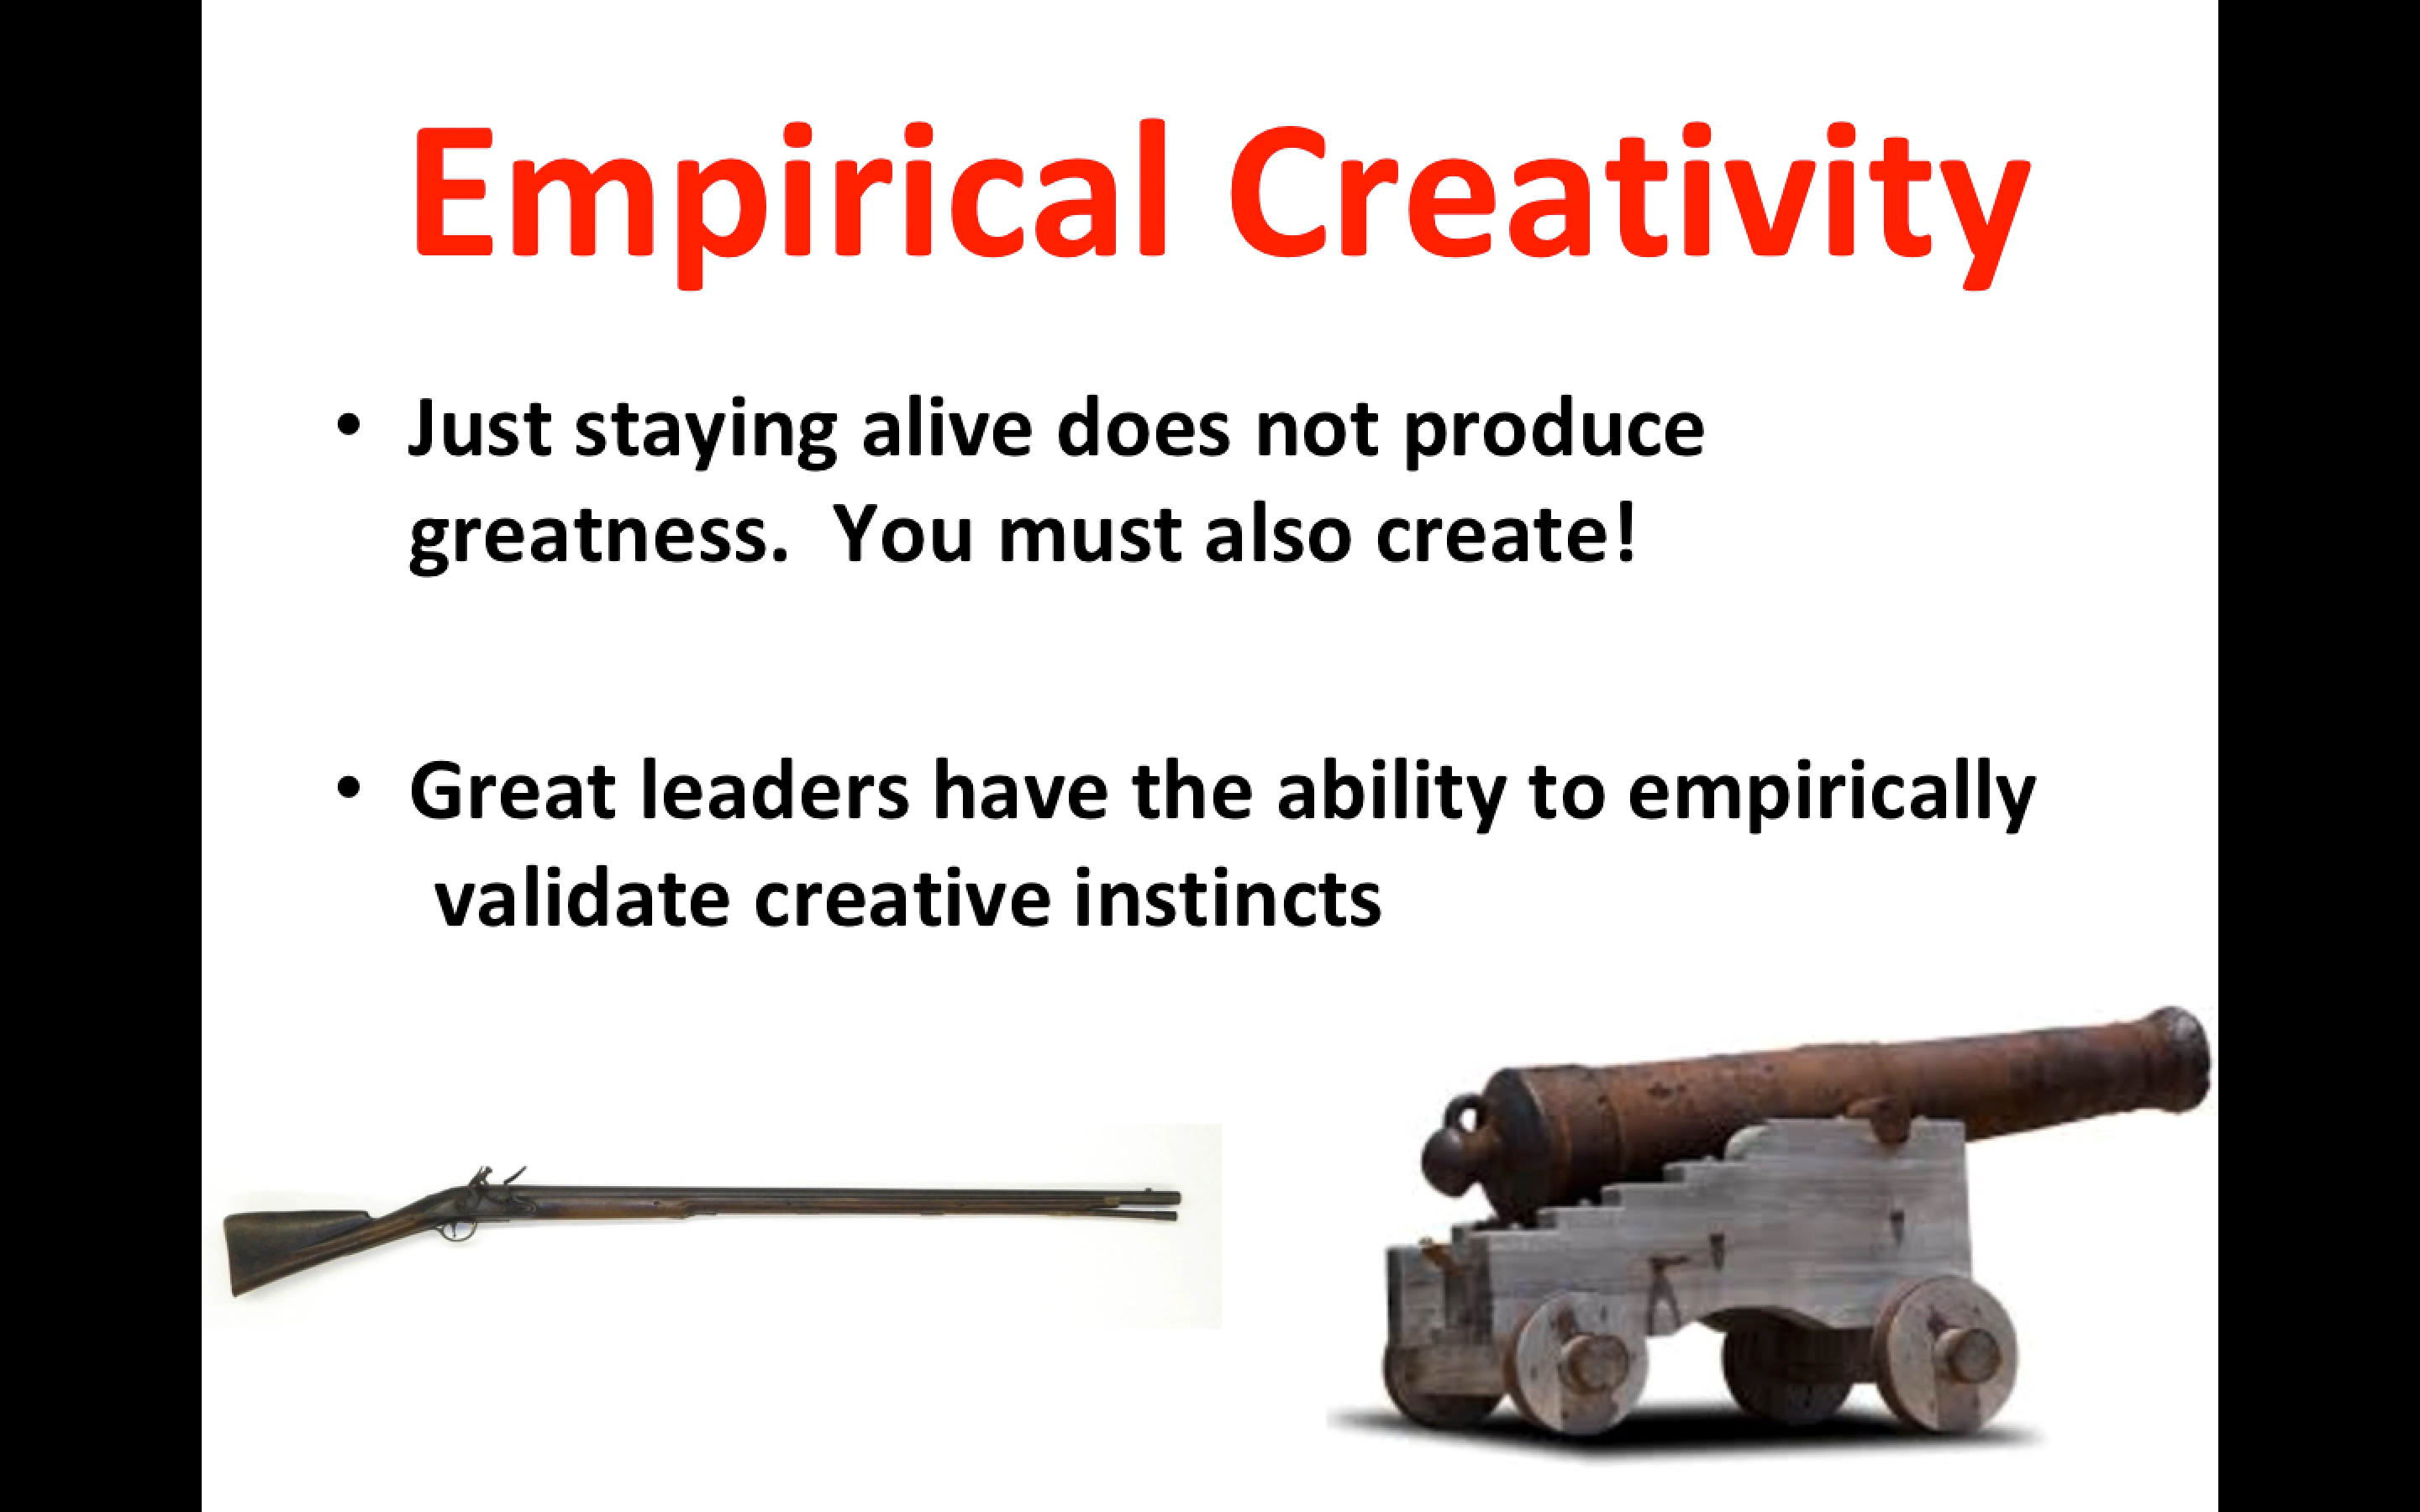 Empirical Creativity
• Just staying alive does not produce
greatness.  You must also create!
• Great leaders have the ability to empirically
validate creative instincts